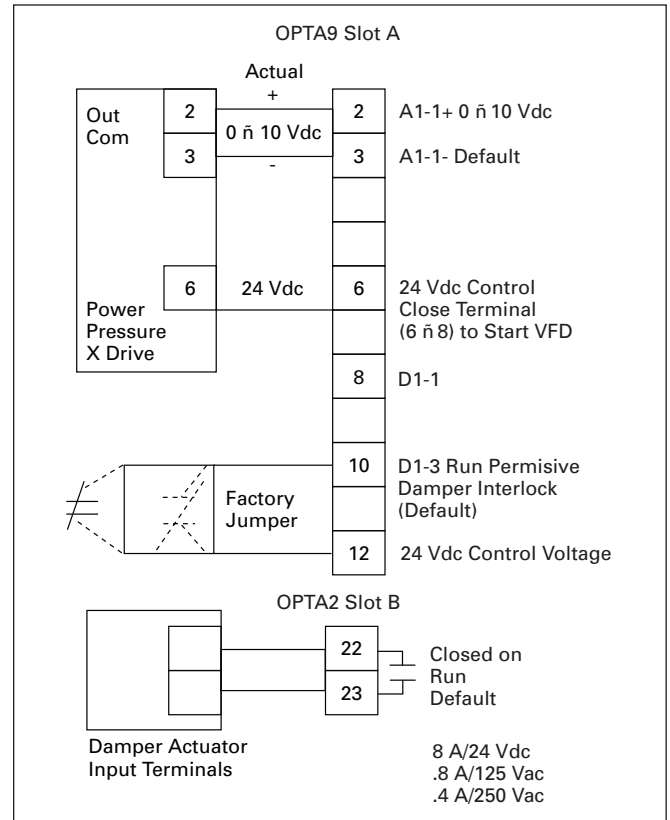 OPTA9 Slot A
Actual
+
Out
Com
2
0 ñ 10 Vdc
2
A1-1+ 0 ñ 10 Vdc
3
-
3
A1-1- Default
Power
Pressure
X Drive
6
24 Vdc
6
24 Vdc Control
Close Terminal
(6 ñ 8) to Start VFD
8
D1-1
Factory
Jumper
10
D1-3 Run Permisive
Damper Interlock
(Default)
12
24 Vdc Control Voltage
OPTA2 Slot B
22
23
Closed on
Run
Default
Damper Actuator
Input Terminals
8 A/24 Vdc
.8 A/125 Vac
.4 A/250 Vac